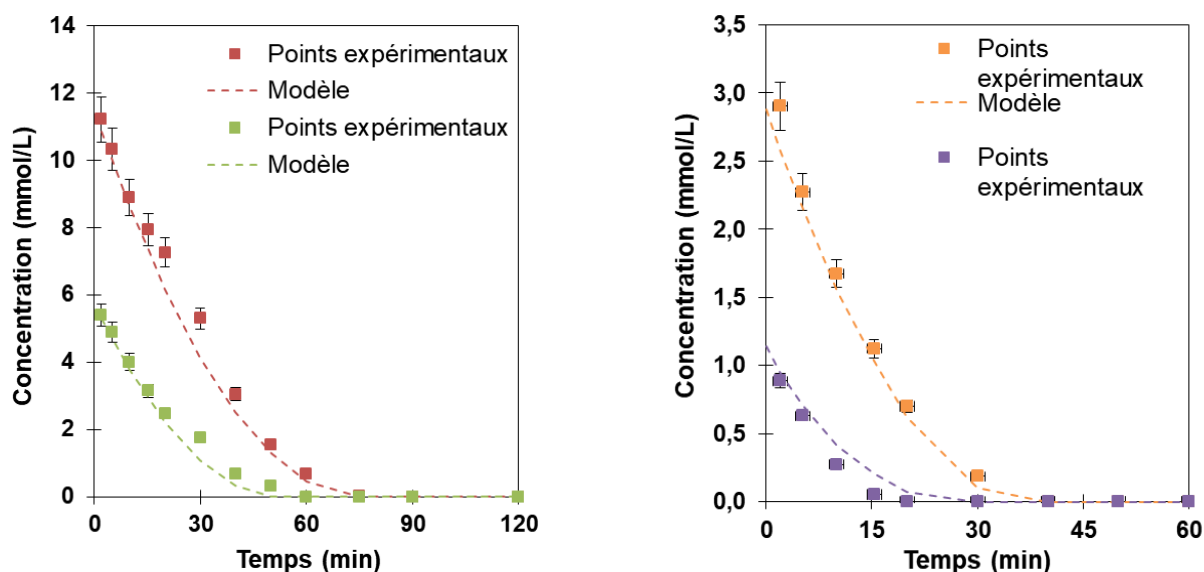 14
12
10
8
6
4
2
0
Concentration (mmol/L)
Points expérimentaux
Modèle
Points expérimentaux
Modèle
0
30
60
90
120
Temps (min)
3,5
3,0
2,5
2,0
1,5
1,0
0,5
0,0
Concentration (mmol/L)
Points
expérimentaux
Modèle
Points
expérimentaux
0
15
30
45
60
Temps (min)